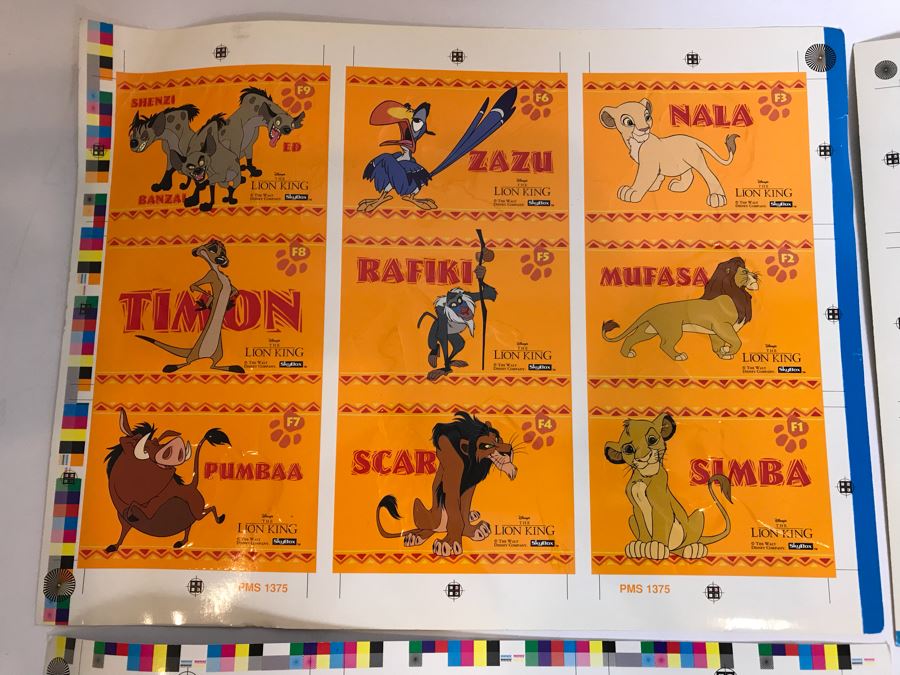 SHENZI
F9
ED
BANZAI
Disney's
THE
LION KING
© The Walt
Disney Company
SkyBox
F6
ZAZU
Disney's
THE
LION KING
© The Walt
Disney Company
SkyBox
F3
NALA
Disney's
THE
LION KING
© The Walt
Disney Company
SkyBox
F8
TIMON
Disney's
THE
LION KING
© The Walt
Disney Company
SkyBox
F5
RAFIKI
Disney's
THE
LION KING
© The Walt
Disney Company
SkyBox
F2
MUFASA
Disney's
THE
LION KING
© The Walt
Disney Company
SkyBox
F7
PUMBAA
Disney's
THE
LION KING
© The Walt
Disney Company
SkyBox
F4
SCAR
Disney's
THE
LION KING
© The Walt
Disney Company
SkyBox
F1
SIMBA
Disney's
THE
LION KING
© The Walt
Disney Company
SkyBox
PMS 1375
PMS 1375